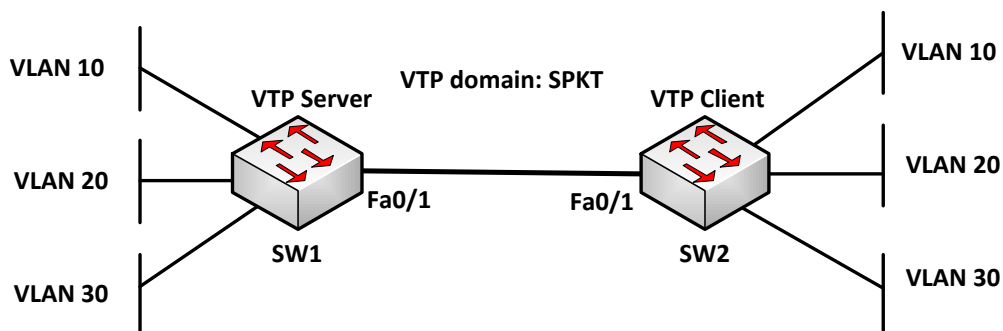 VLAN 10
VLAN 10
VTP domain: SPKT
VTP Server
VTP Client
VLAN 20
VLAN 20
Fa0/1
Fa0/1
SW1
SW2
VLAN 30
VLAN 30